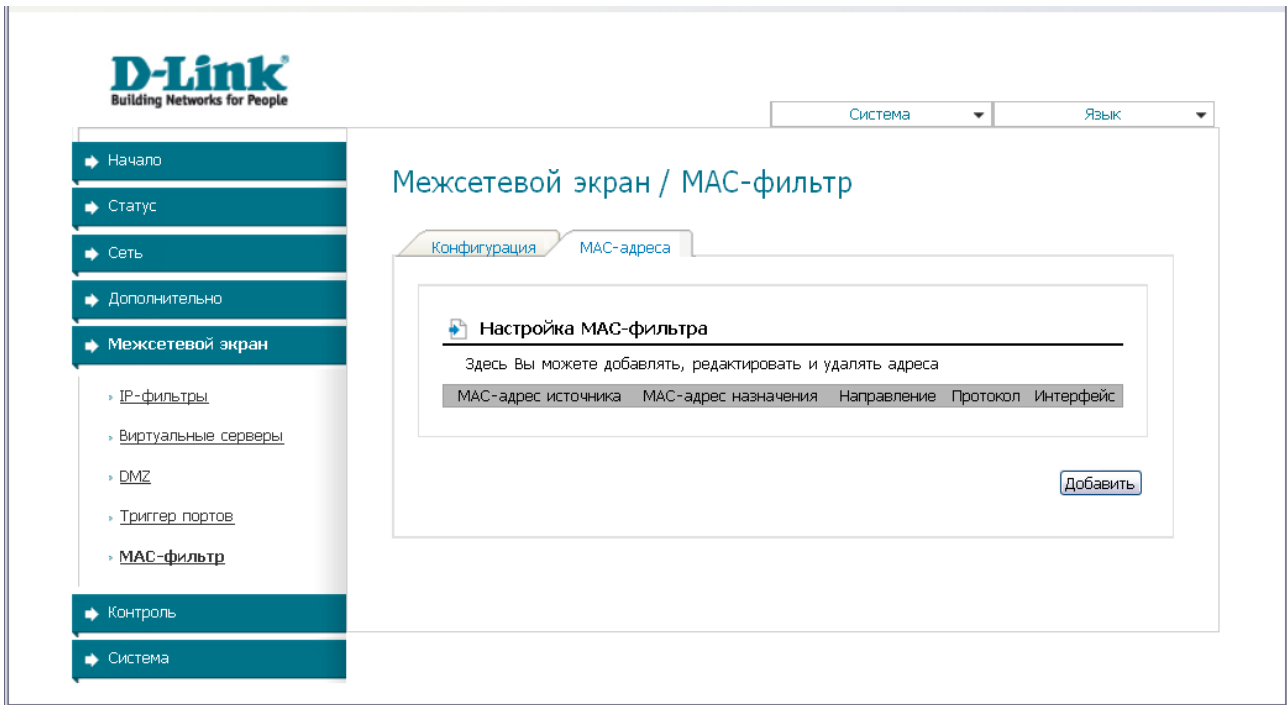 D-Link
Building Networks for People
Система
Язык
Начало
Статус
Сеть
Дополнительно
Межсетевой экран
IP-фильтры
Виртуальные серверы
DMZ
Триггер портов
MAC-фильтр
Контроль
Система
Межсетевой экран / MAC-фильтр
Конфигурация
MAC-адреса
Настройка MAC-фильтра
Здесь Вы можете добавлять, редактировать и удалять адреса
MAC-адрес источника MAC-адрес назначения Направление Протокол Интерфейс
Добавить